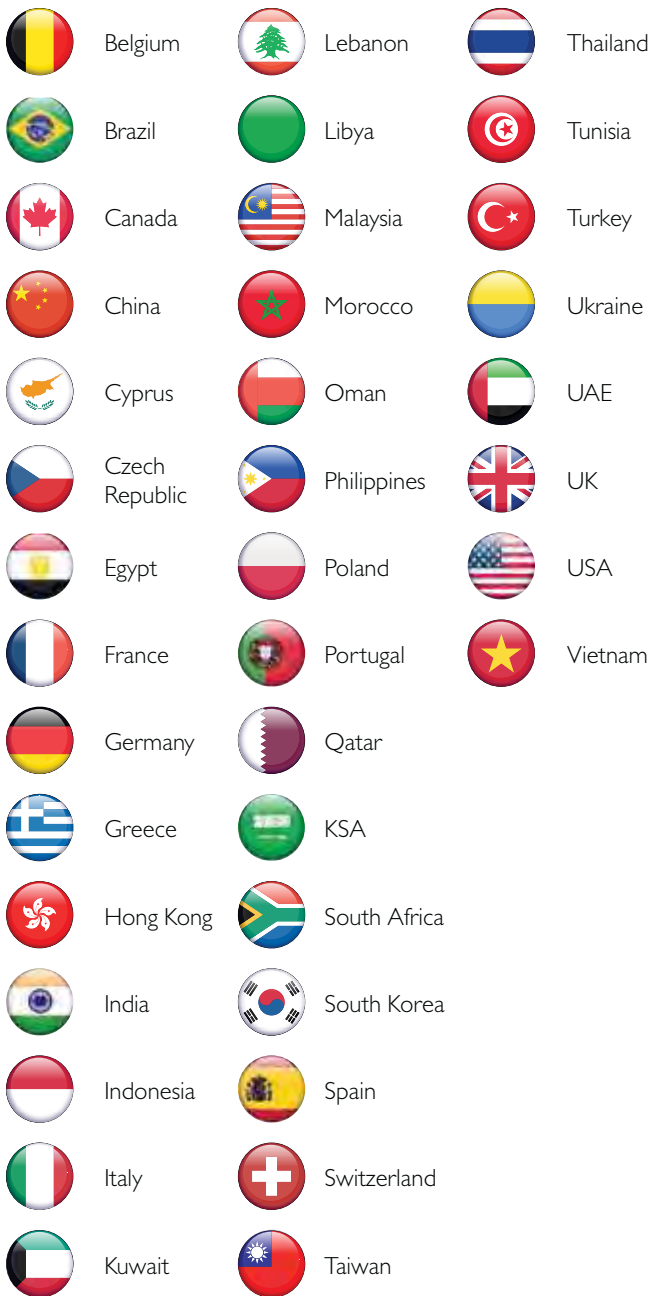 Belgium
Brazil
Canada
China
Cyprus
Czech
Republic
Egypt
France
Germany
Greece
Hong Kong
India
Indonesia
Italy
Kuwait
Lebanon
Libya
Malaysia
Morocco
Oman
Philippines
Poland
Portugal
Qatar
KSA
South Africa
South Korea
Spain
Switzerland
Taiwan
Thailand
Tunisia
Turkey
Ukraine
UAE
UK
USA
Vietnam